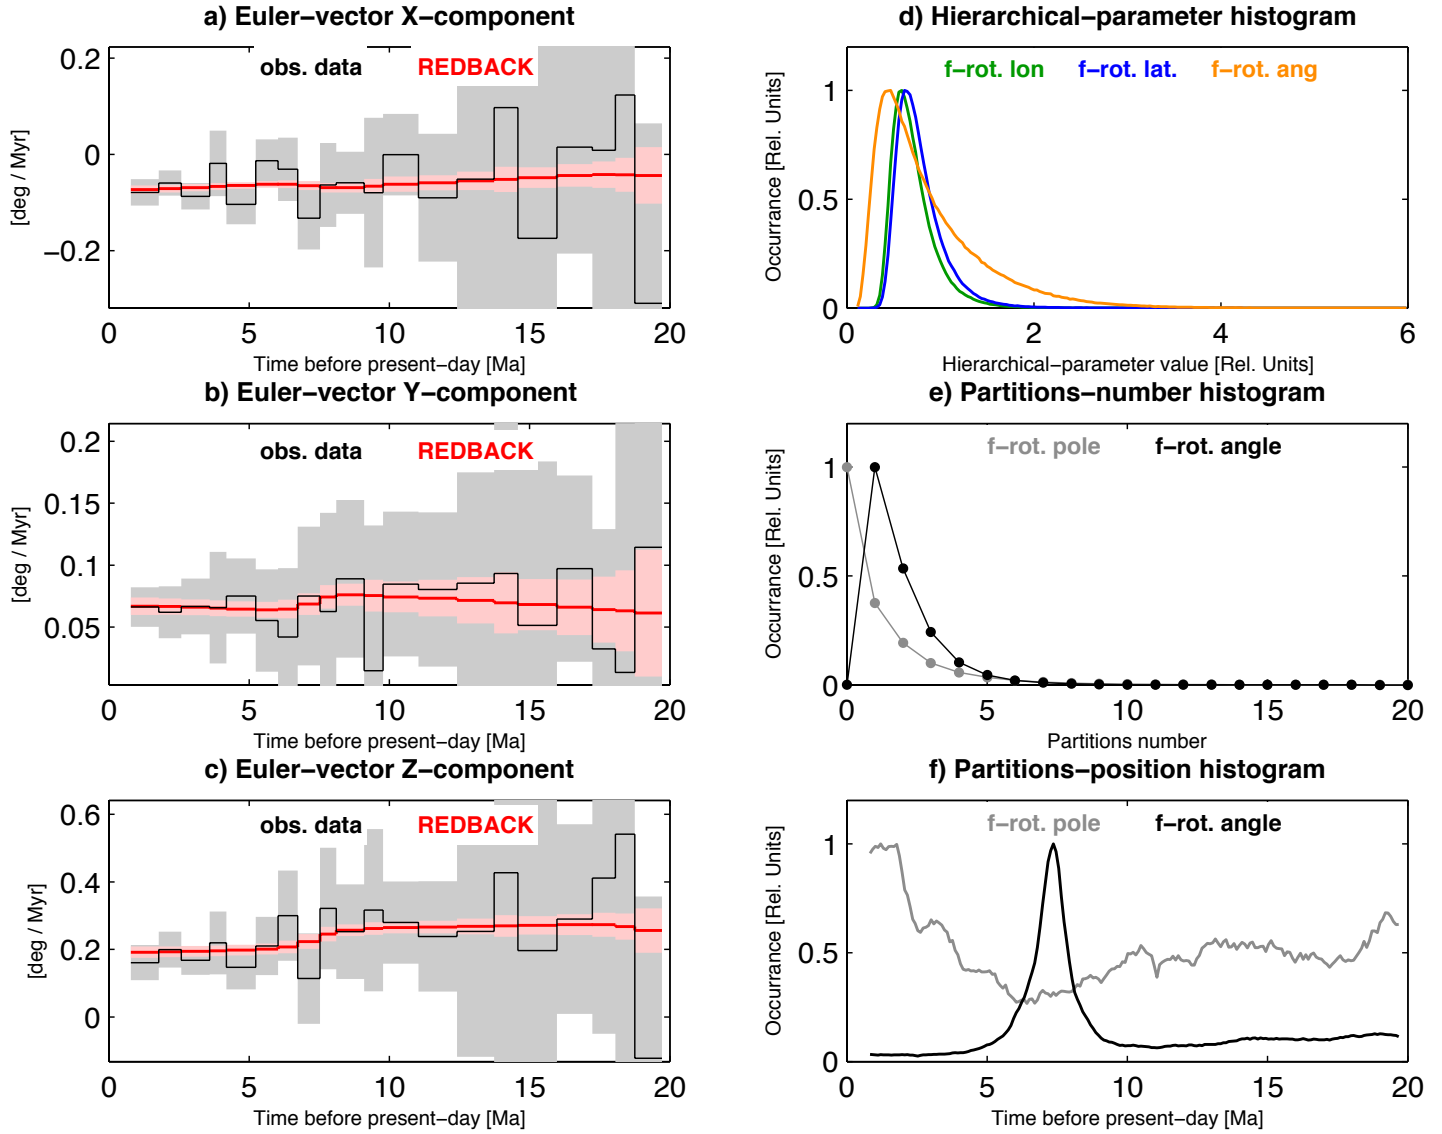 a) Euler−vector X−component
obs. data REDBACK
[deg / Myr]
0.2
0
−0.2
0 5 10 15 20
Time before present−day [Ma]
b) Euler−vector Y−component
obs. data REDBACK
[deg / Myr]
0.2
0.15
0.1
0.05
0 5 10 15 20
Time before present−day [Ma]
c) Euler−vector Z−component
obs. data REDBACK
[deg / Myr]
0.6
0.4
0.2
0
0 5 10 15 20
Time before present−day [Ma]
d) Hierarchical−parameter histogram
f−rot. lon f−rot. lat. f−rot. ang
Occurrance [Rel. Units]
1
0.5
0
0 2 4 6
Hierarchical−parameter value [Rel. Units]
e) Partitions−number histogram
f−rot. pole f−rot. angle
Occurrance [Rel. Units]
1
0.5
0
0 5 10 15 20
Partitions number
f) Partitions−position histogram
f−rot. pole f−rot. angle
Occurrance [Rel. Units]
1
0.5
0
0 5 10 15 20
Time before present−day [Ma]